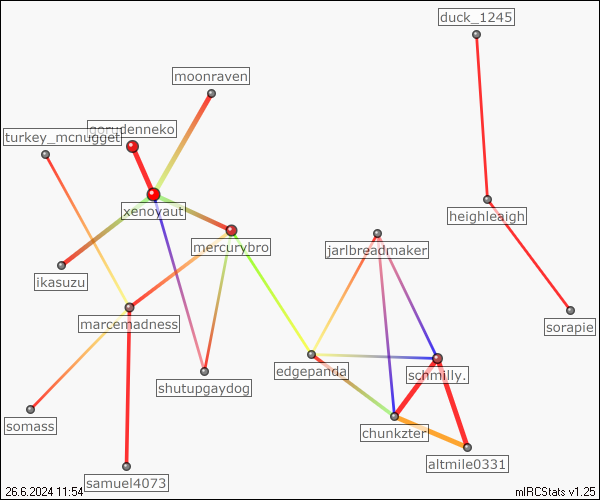 duck_1245
moonraven
gorudenneko
turkey_mcnugget
xenoyaut
heighleaigh
mercurybro
jarlbreadmaker
ikasuzu
marcemadness
sorapie
edgepanda
schmilly.
shutupgaydog
somass
chunkzter
altmile0331
samuel4073
26.6.2024 11:54
mIRCStats v1.25